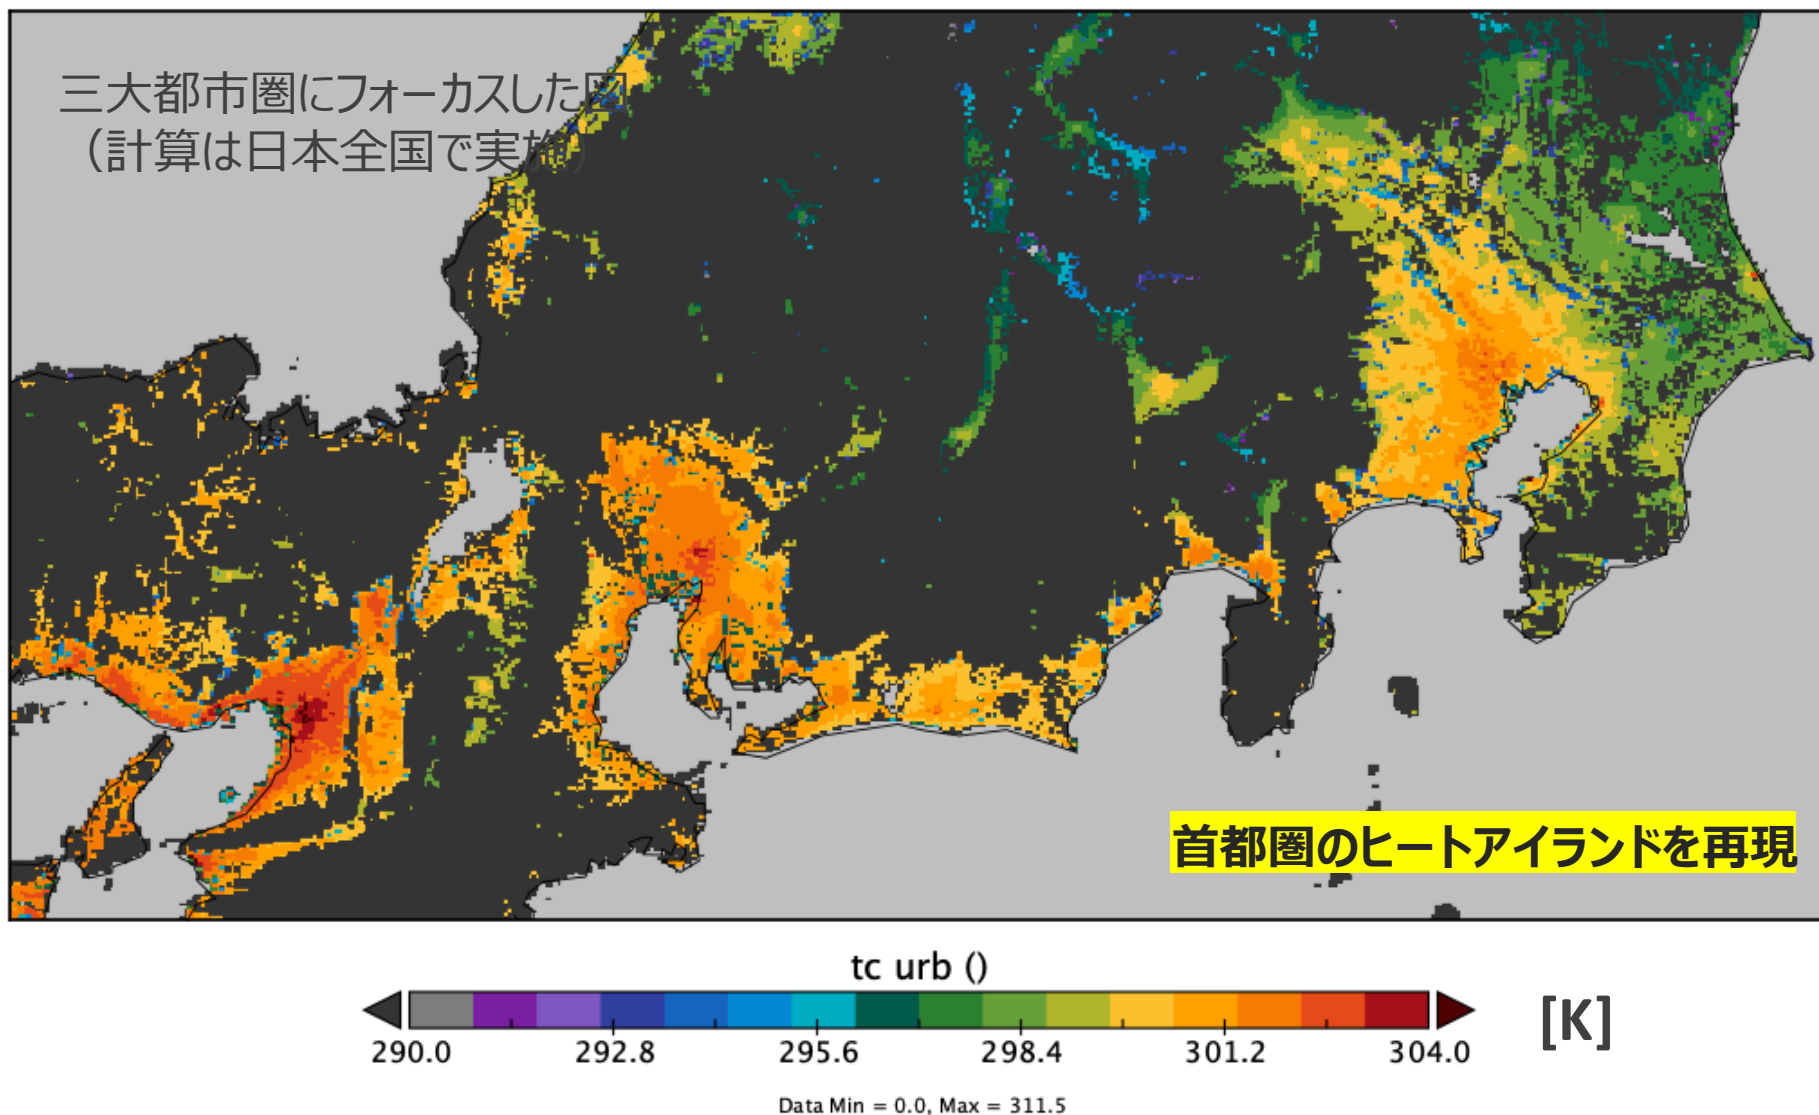 三大都市圏にフォーカスした図
（計算は日本全国で実施）
首都圏のヒートアイランドを再現
tc urb ()
[K]
290.0 292.8 295.6 298.4 301.2 304.0
Data Min = 0.0, Max = 311.5